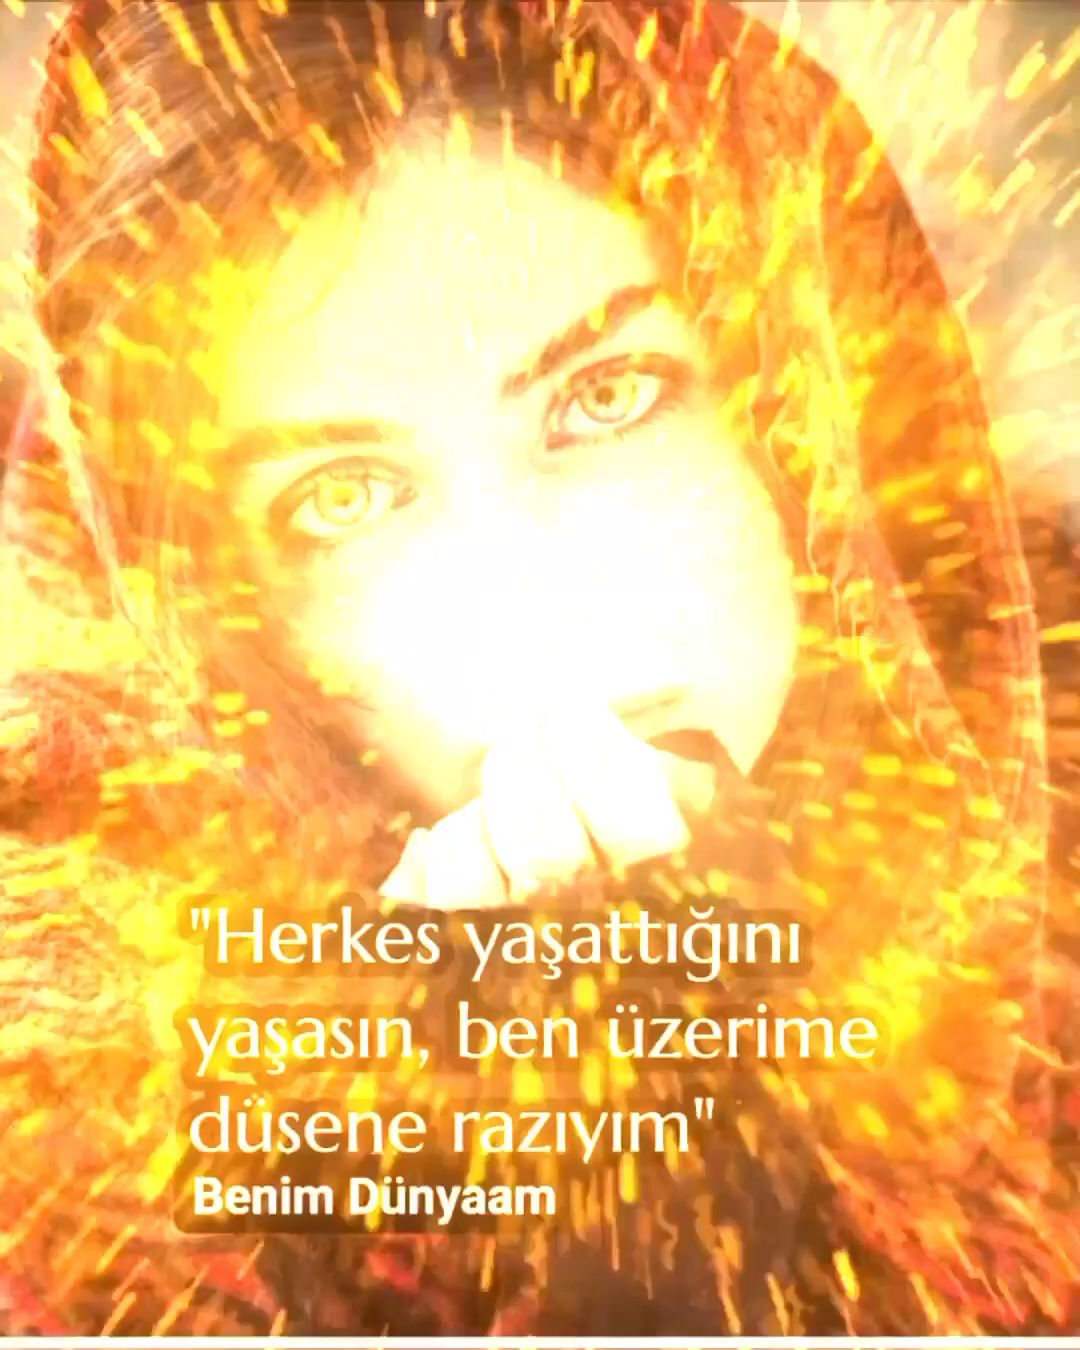 "Herkes yaşattığını
yaşasın, ben üzerime
düsene razıyım"
Benim Dünyaam